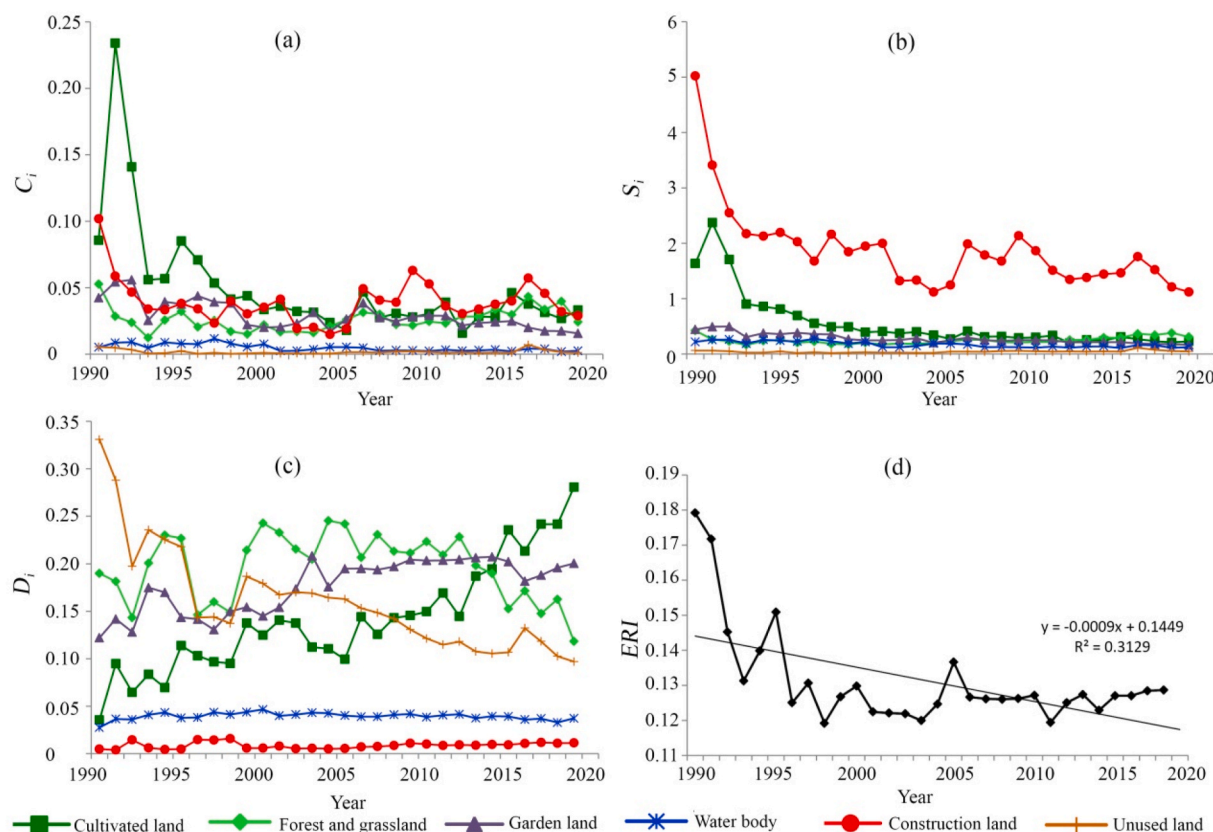 (a)
C_i
0.25
0.20
0.15
0.10
0.05
0
1990 1995 2000 2005 2010 2015 2020
Year
(b)
S_i
6
5
4
3
2
1
0
1990 1995 2000 2005 2010 2015 2020
Year
(c)
D_i
0.35
0.30
0.25
0.20
0.15
0.10
0.05
0
1990 1995 2000 2005 2010 2015 2020
Year
(d)
ERI
0.19
0.18
0.17
0.16
0.15
0.14
0.13
0.12
0.11
y = -0.0009x + 0.1449
R² = 0.3129
1990 1995 2000 2005 2010 2015 2020
Year
Cultivated land Forest and grassland Garden land Water body Construction land Unused land